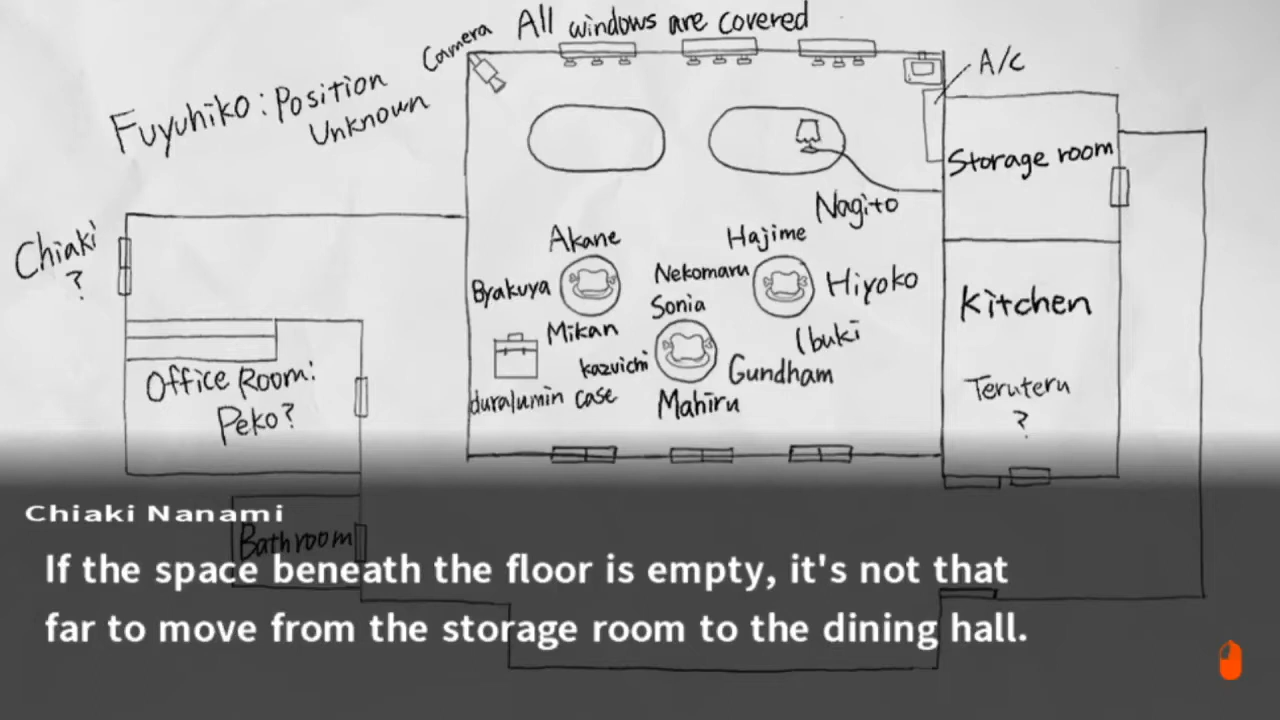 All windows are covered
Camera
A/c
Fuyuhiko : Position
Unknown
Storage room
Nagito
Chiaki
?
Akane
Hajime
Byakuya
Nekomaru
Hiyoko
Sonia
Kitchen
Mikan
Ibuki
kazuichi
Gundham
Office Room:
Peko?
duralumin case
Mahiru
Teruteru
?
Chiaki Nanami
Bathroom
If the space beneath the floor is empty, it's not that
far to move from the storage room to the dining hall.